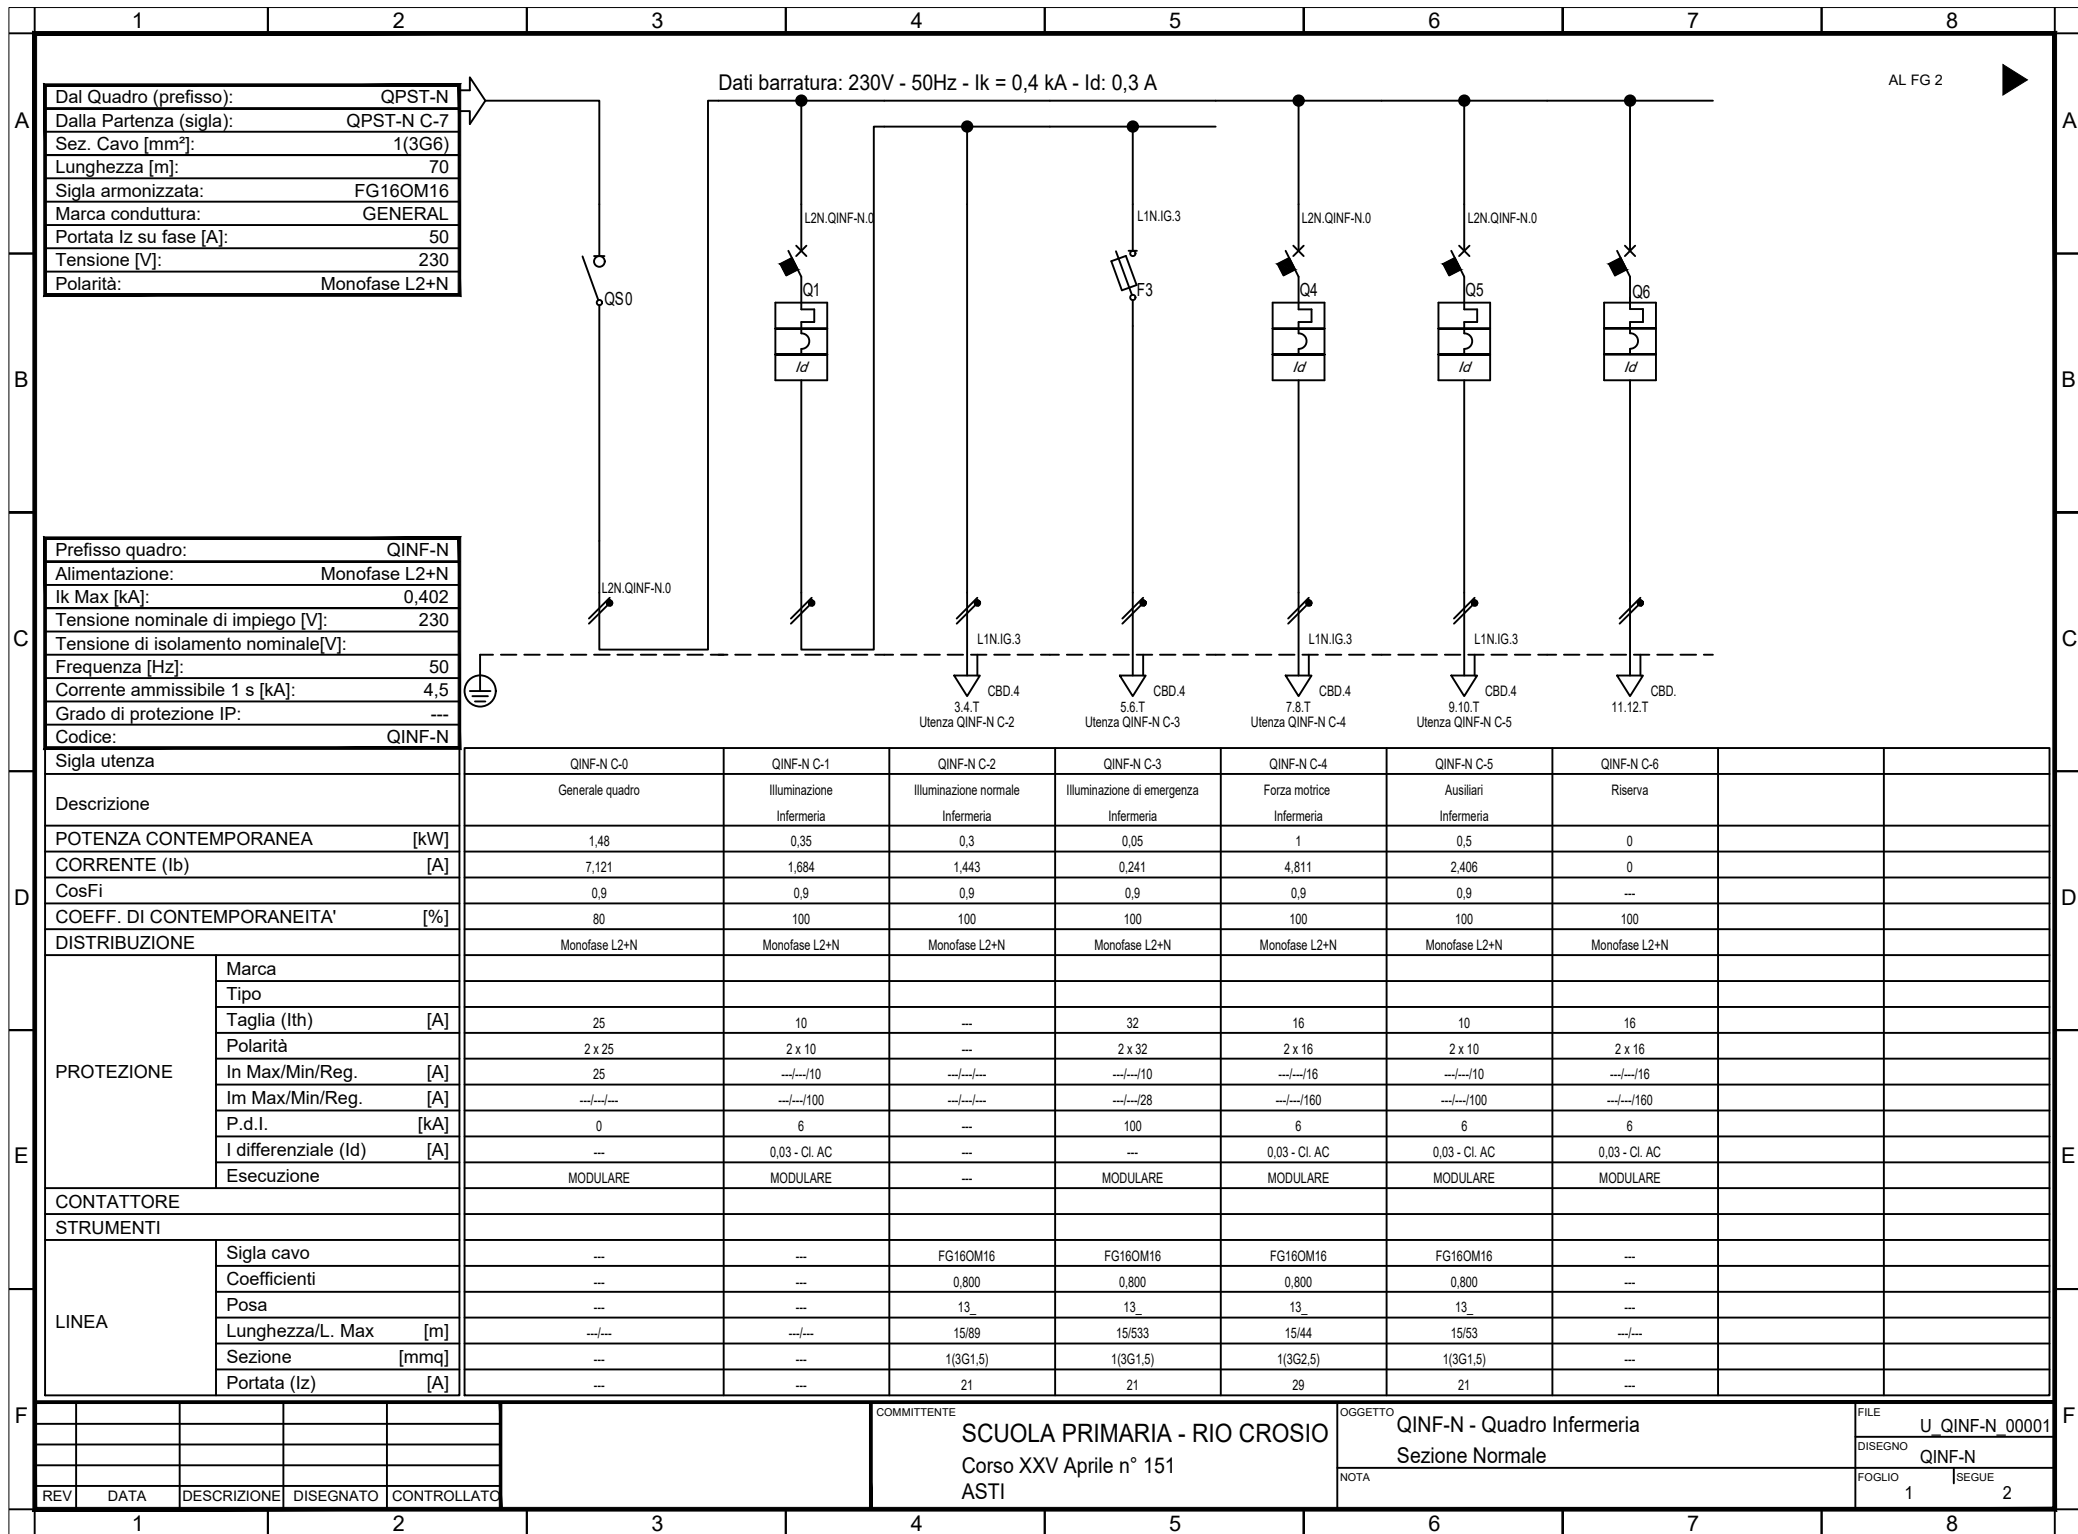 1 2 3 4 5 6 7 8
Dati barratura: 230V - 50Hz - Ik = 0,4 kA - Id: 0,3 A
AL FG 2
A A
Dal Quadro (prefisso): QPST-N
Dalla Partenza (sigla): QPST-N C-7
Sez. Cavo [mm²]: 1(3G6)
Lunghezza [m]: 70
Sigla armonizzata: FG16OM16
Marca conduttura: GENERAL
Portata Iz su fase [A]: 50
Tensione [V]: 230
Polarità: Monofase L2+N
L2N.QINF-N.0 L1N.IG.3 L2N.QINF-N.0 L2N.QINF-N.0
QS0 Q1 F3 Q4 Q5 Q6
Id Id Id Id
B B
Prefisso quadro: QINF-N
Alimentazione: Monofase L2+N
Ik Max [kA]: 0,402
Tensione nominale di impiego [V]: 230
Tensione di isolamento nominale[V]:
Frequenza [Hz]: 50
Corrente ammissibile 1 s [kA]: 4,5
Grado di protezione IP: ---
Codice: QINF-N
L2N.QINF-N.0
C C
L1N.IG.3 L1N.IG.3 L1N.IG.3
CBD.4 CBD.4 CBD.4 CBD.4 CBD.
3.4.T 5.6.T 7.8.T 9.10.T 11.12.T
Utenza QINF-N C-2 Utenza QINF-N C-3 Utenza QINF-N C-4 Utenza QINF-N C-5
Sigla utenza QINF-N C-0 QINF-N C-1 QINF-N C-2 QINF-N C-3 QINF-N C-4 QINF-N C-5 QINF-N C-6
Descrizione Generale quadro Illuminazione Illuminazione normale Illuminazione di emergenza Forza motrice Ausiliari Riserva
Infermeria Infermeria Infermeria Infermeria Infermeria
POTENZA CONTEMPORANEA [kW] 1,48 0,35 0,3 0,05 1 0,5 0
CORRENTE (Ib) [A] 7,121 1,684 1,443 0,241 4,811 2,406 0
CosFi 0,9 0,9 0,9 0,9 0,9 0,9 ---
D D
COEFF. DI CONTEMPORANEITA' [%] 80 100 100 100 100 100 100
DISTRIBUZIONE Monofase L2+N Monofase L2+N Monofase L2+N Monofase L2+N Monofase L2+N Monofase L2+N Monofase L2+N
PROTEZIONE
Marca
Tipo
Taglia (Ith) [A] 25 10 --- 32 16 10 16
Polarità 2 x 25 2 x 10 --- 2 x 32 2 x 16 2 x 10 2 x 16
In Max/Min/Reg. [A] 25 ---/---/10 ---/---/--- ---/---/10 ---/---/16 ---/---/10 ---/---/16
Im Max/Min/Reg. [A] ---/---/--- ---/---/100 ---/---/--- ---/---/28 ---/---/160 ---/---/100 ---/---/160
P.d.I. [kA] 0 6 --- 100 6 6 6
E E
I differenziale (Id) [A] --- 0,03 - Cl. AC --- --- 0,03 - Cl. AC 0,03 - Cl. AC 0,03 - Cl. AC
Esecuzione MODULARE MODULARE --- MODULARE MODULARE MODULARE MODULARE
CONTATTORE
STRUMENTI
LINEA
Sigla cavo --- --- FG16OM16 FG16OM16 FG16OM16 FG16OM16 ---
Coefficienti --- --- 0,800 0,800 0,800 0,800 ---
Posa --- --- 13_ 13_ 13_ 13_ ---
Lunghezza/L. Max [m] ---/--- ---/--- 15/89 15/533 15/44 15/53 ---/---
Sezione [mmq] --- --- 1(3G1,5) 1(3G1,5) 1(3G2,5) 1(3G1,5) ---
Portata (Iz) [A] --- --- 21 21 29 21 ---
F F
COMMITTENTE
SCUOLA PRIMARIA - RIO CROSIO
Corso XXV Aprile n° 151
ASTI
OGGETTO
QINF-N - Quadro Infermeria
Sezione Normale
NOTA
FILE
U_QINF-N_00001
DISEGNO
QINF-N
FOGLIO SEGUE
1 2
REV DATA DESCRIZIONE DISEGNATO CONTROLLATO
1 2 3 4 5 6 7 8